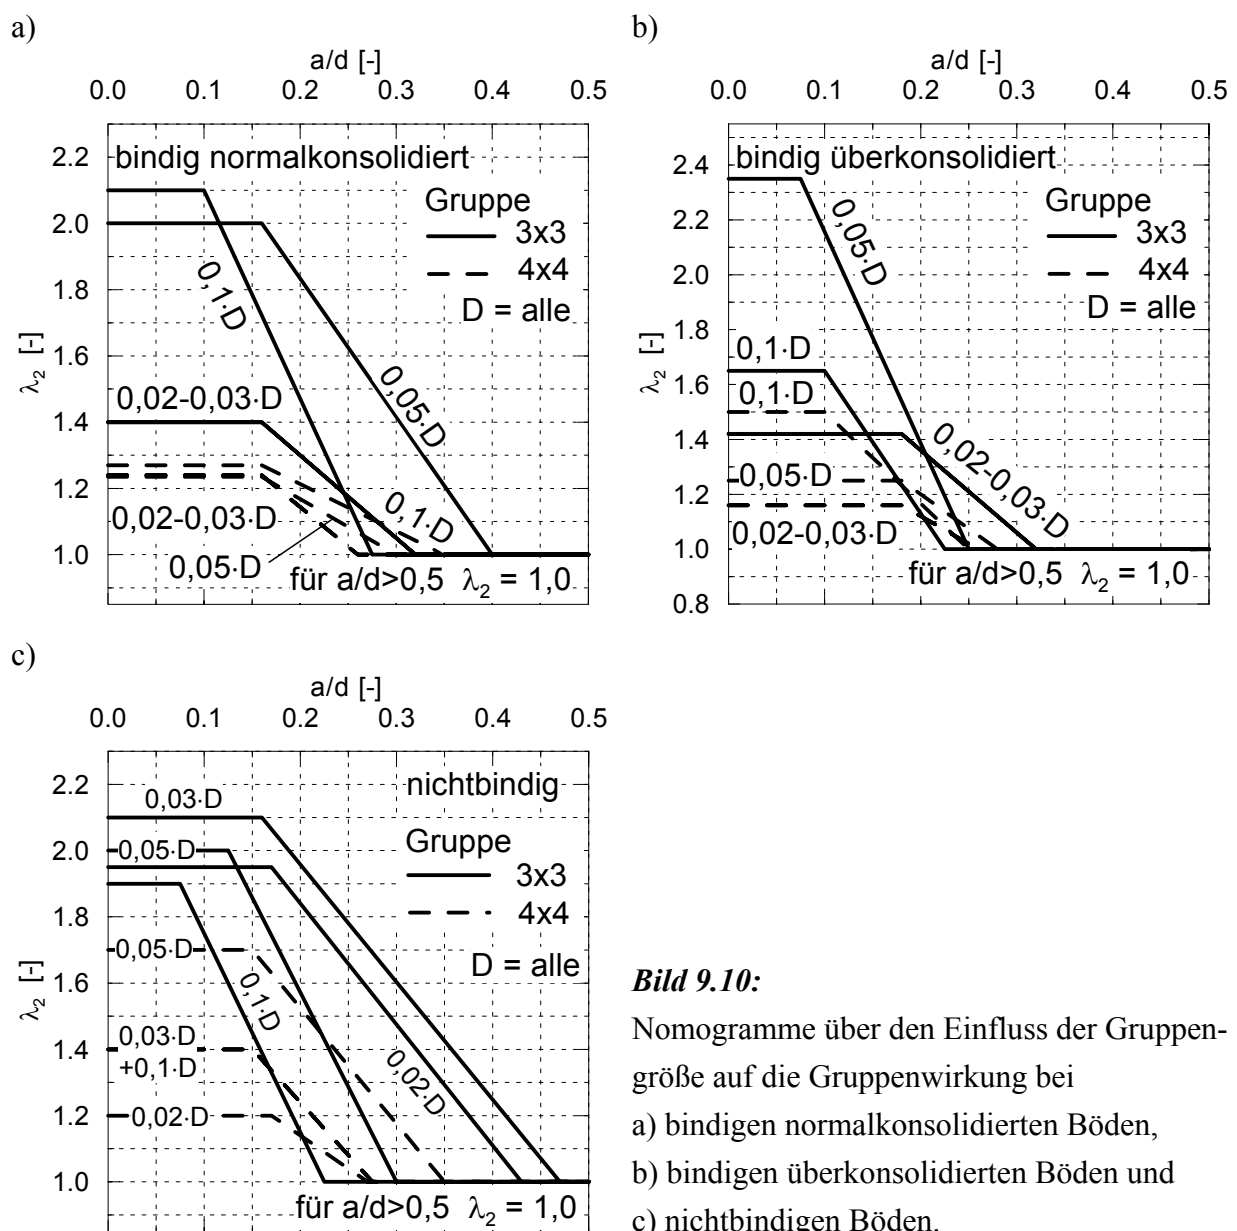 a)
a/d [-]
0.0 0.1 0.2 0.3 0.4 0.5
2.2
2.0
1.8
1.6
1.4
1.2
1.0
λ2 [-]
bindig normalkonsolidiert
Gruppe
3x3
4x4
D = alle
0,1·D
0,05·D
0,02-0,03·D
0,02-0,03·D
0,1·D
0,05·D
für a/d>0,5 λ2 = 1,0
b)
a/d [-]
0.0 0.1 0.2 0.3 0.4 0.5
2.4
2.2
2.0
1.8
1.6
1.4
1.2
1.0
0.8
λ2 [-]
bindig überkonsolidiert
Gruppe
3x3
4x4
D = alle
0,05·D
0,1·D
0,1·D
0,02-0,03·D
0,05·D
0,02-0,03·D
für a/d>0,5 λ2 = 1,0
c)
a/d [-]
0.0 0.1 0.2 0.3 0.4 0.5
2.2
2.0
1.8
1.6
1.4
1.2
1.0
λ2 [-]
nichtbindig
Gruppe
3x3
4x4
D = alle
0,03·D
0,05·D
0,05·D
0,1·D
0,03·D
+0,1·D
0,02·D
0,02·D
für a/d>0,5 λ2 = 1,0
Bild 9.10:
Nomogramme über den Einfluss der Gruppen-
größe auf die Gruppenwirkung bei
a) bindigen normalkonsolidierten Böden,
b) bindigen überkonsolidierten Böden und
c) nichtbindigen Böden.